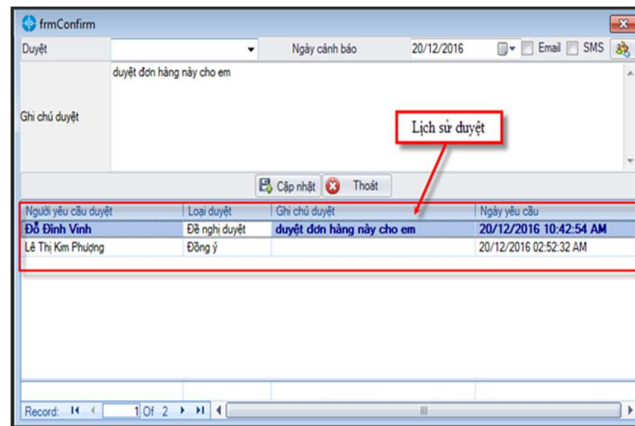 frmConfirm
Duyệt Ngày cảnh báo 20/12/2016 Email SMS
duyệt đơn hàng này cho em
Ghi chú duyệt
Lịch sử duyệt
Cập nhật Thoát
Người yêu cầu duyệt Loại duyệt Ghi chú duyệt Ngày yêu cầu
Đỗ Đình Vinh Đề nghị duyệt duyệt đơn hàng này cho em 20/12/2016 10:42:54 AM
Lê Thị Kim Phượng Đồng ý 20/12/2016 02:52:32 AM
Record: 1 Of 2